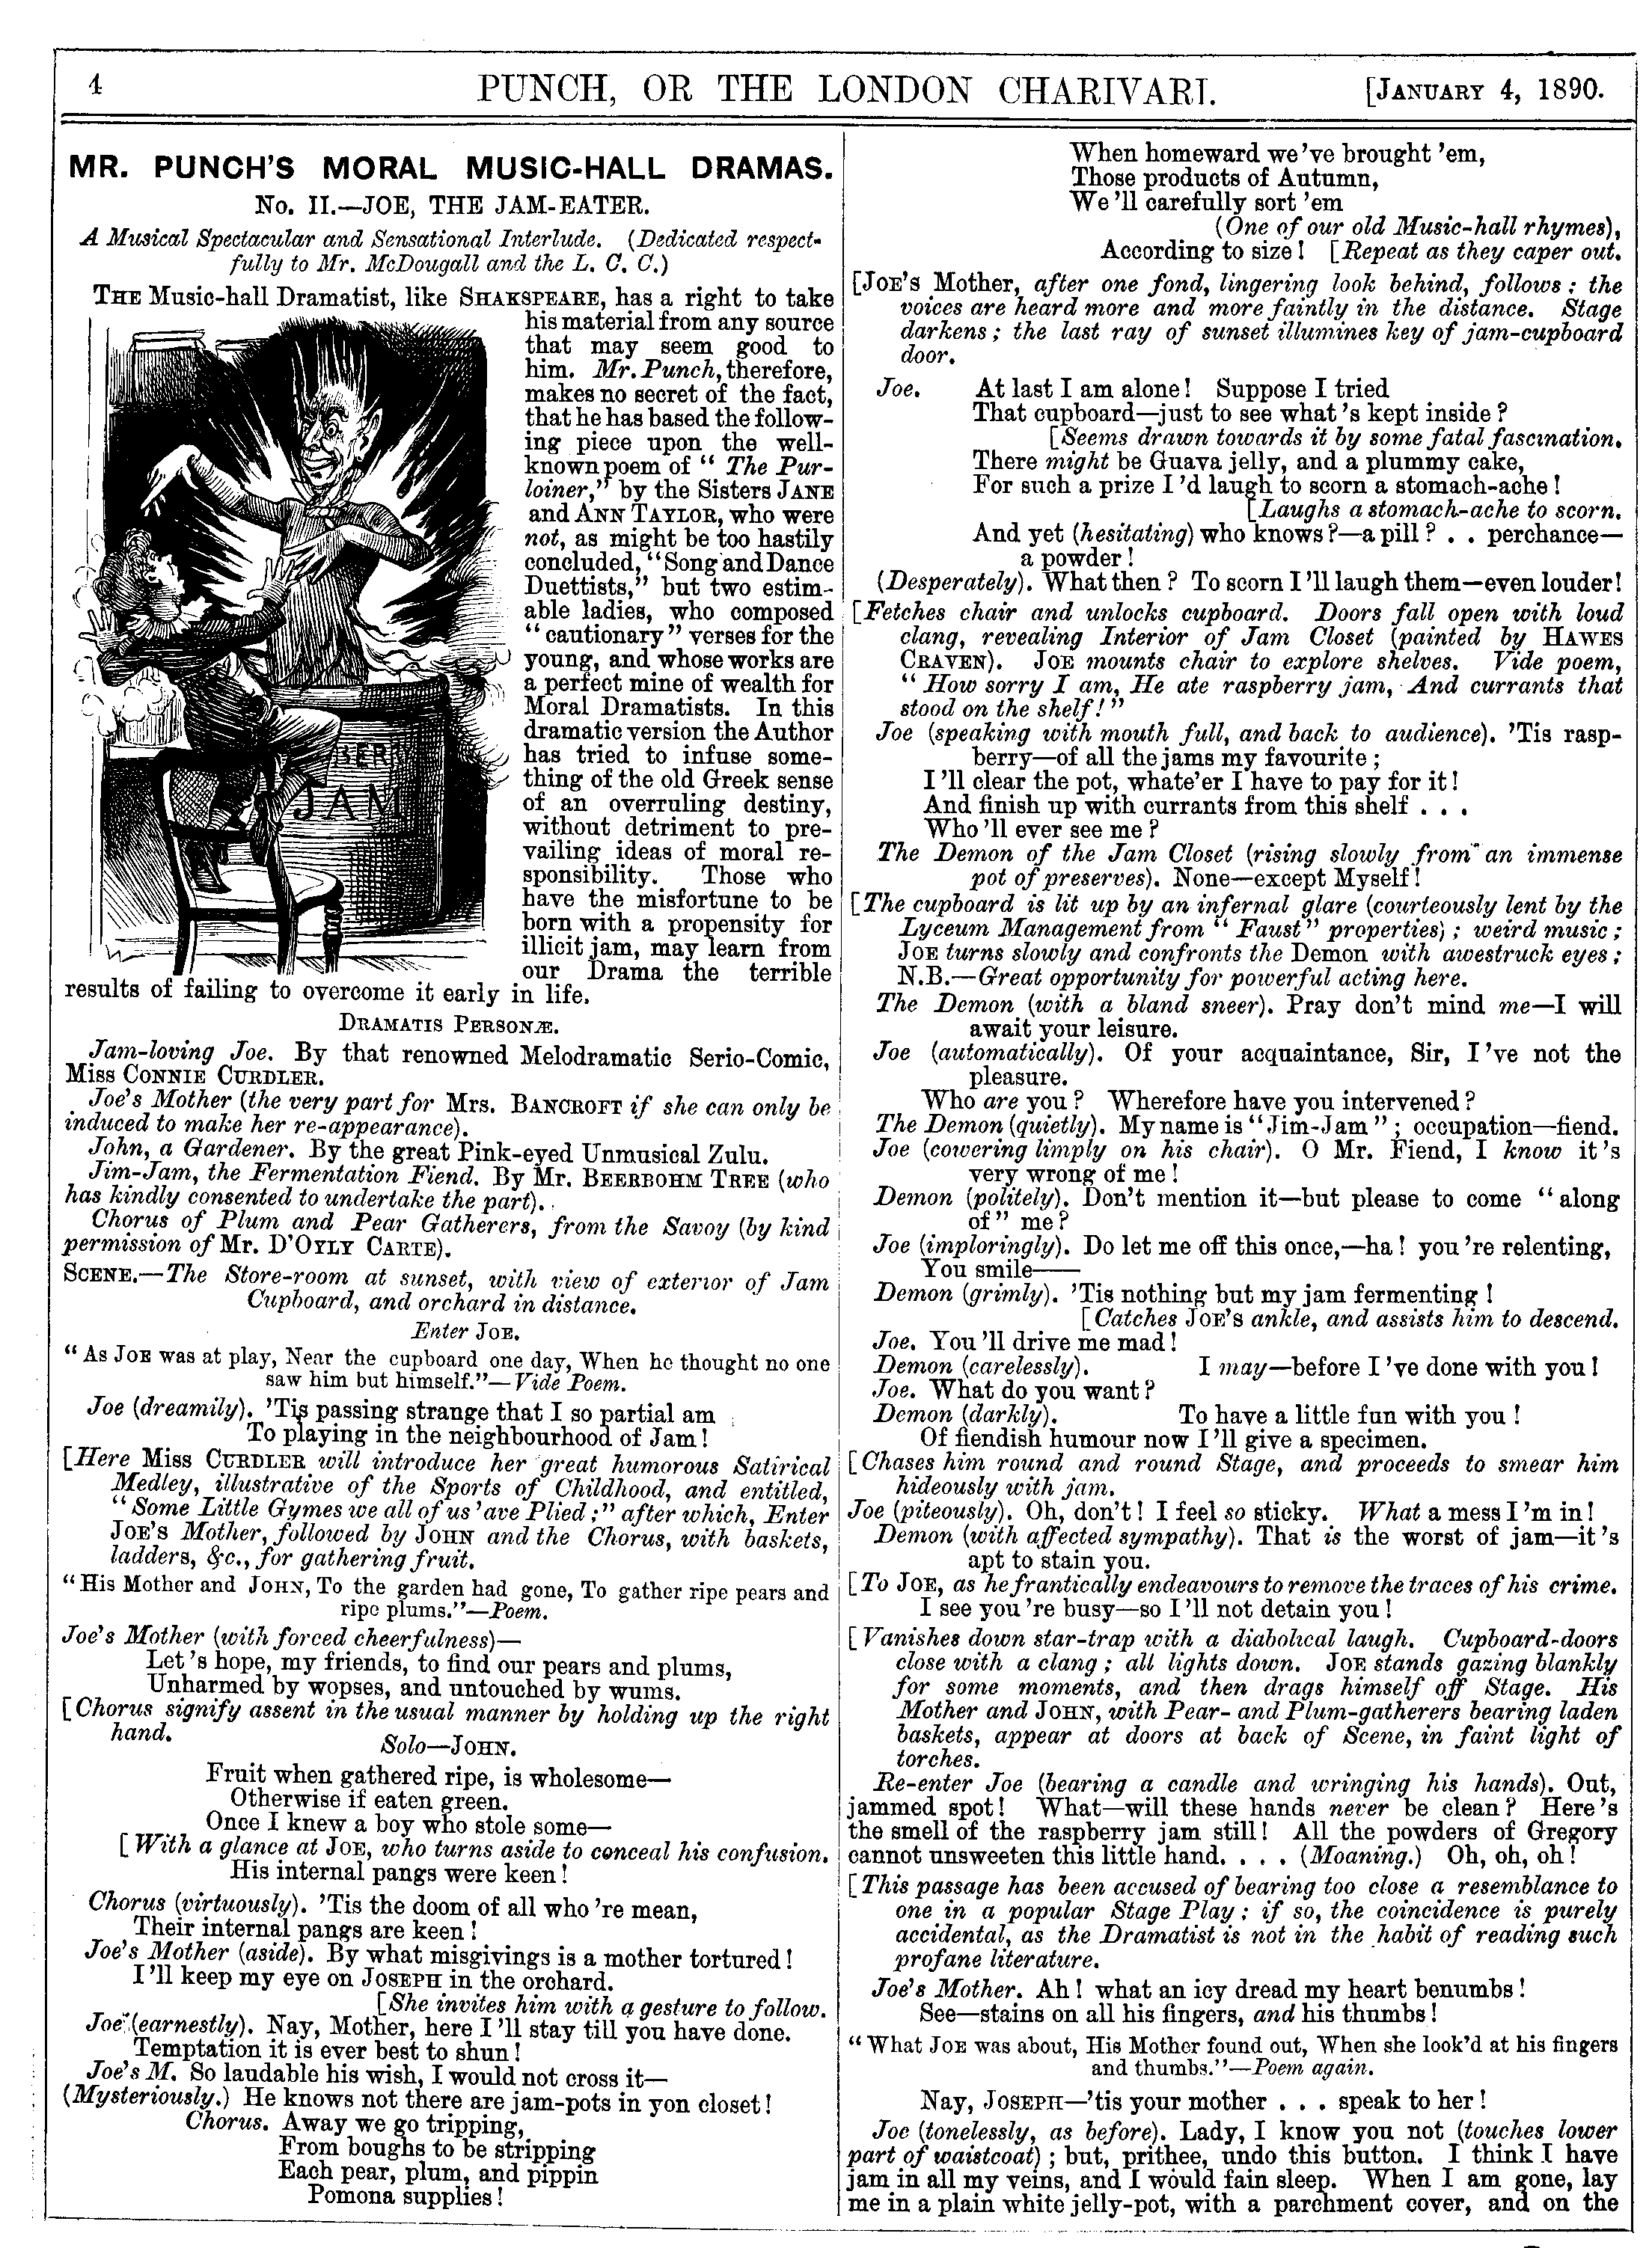 4 PUNCH, OR THE LONDON CHARIVARI. [JANUARY 4, 1890.
MR. PUNCH'S MORAL MUSIC-HALL DRAMAS.
No. II.—JOE, THE JAM-EATER.
A Musical Spectacular and Sensational Interlude. (Dedicated respect-
fully to Mr. McDougall and the L. C. C.)
THE Music-hall Dramatist, like SHAKSPEARE, has a right to take
his material from any source
that may seem good to
him. Mr. Punch, therefore,
makes no secret of the fact,
that he has based the follow-
ing piece upon the well-
known poem of "The Pur-
loiner," by the Sisters JANE
and ANN TAYLOR, who were
not, as might be too hastily
concluded, "Song and Dance
Duettists," but two estim-
able ladies, who composed
"cautionary" verses for the
young, and whose works are
a perfect mine of wealth for
Moral Dramatists. In this
dramatic version the Author
has tried to infuse some-
thing of the old Greek sense
of an overruling destiny,
without detriment to pre-
vailing ideas of moral re-
sponsibility. Those who
have the misfortune to be
born with a propensity for
illicit jam, may learn from
our Drama the terrible
results of failing to overcome it early in life.
BERRY
JAM
DRAMATIS PERSONÆ.
Jam-loving Joe. By that renowned Melodramatic Serio-Comic,
Miss CONNIE CURDLER.
Joe's Mother (the very part for Mrs. BANCROFT if she can only be
induced to make her re-appearance).
John, a Gardener. By the great Pink-eyed Unmusical Zulu.
Jim-Jam, the Fermentation Fiend. By Mr. BEERBOHM TREE (who
has kindly consented to undertake the part).
Chorus of Plum and Pear Gatherers, from the Savoy (by kind
permission of Mr. D'OYLY CARTE).
SCENE.—The Store-room at sunset, with view of exterior of Jam
Cupboard, and orchard in distance.
Enter JOE.
"As JOE was at play, Near the cupboard one day, When he thought no one
saw him but himself."—Vide Poem.
Joe (dreamily). 'Tis passing strange that I so partial am
To playing in the neighbourhood of Jam!
[Here Miss CURDLER will introduce her great humorous Satirical
Medley, illustrative of the Sports of Childhood, and entitled,
"Some Little Gymes we all of us 'ave Plied;" after which, Enter
JOE'S Mother, followed by JOHN and the Chorus, with baskets,
ladders, &c., for gathering fruit.
"His Mother and JOHN, To the garden had gone, To gather ripe pears and
ripe plums."—Poem.
Joe's Mother (with forced cheerfulness)—
Let's hope, my friends, to find our pears and plums,
Unharmed by wopses, and untouched by wums.
[Chorus signify assent in the usual manner by holding up the right
hand.
Solo—JOHN.
Fruit when gathered ripe, is wholesome—
Otherwise if eaten green.
Once I knew a boy who stole some—
[With a glance at JOE, who turns aside to conceal his confusion.
His internal pangs were keen!
Chorus (virtuously). 'Tis the doom of all who're mean,
Their internal pangs are keen!
Joe's Mother (aside). By what misgivings is a mother tortured!
I'll keep my eye on JOSEPH in the orchard.
[She invites him with a gesture to follow.
Joe (earnestly). Nay, Mother, here I'll stay till you have done.
Temptation it is ever best to shun!
Joe's M. So laudable his wish, I would not cross it—
(Mysteriously.) He knows not there are jam-pots in yon closet!
Chorus. Away we go tripping,
From boughs to be stripping
Each pear, plum, and pippin
Pomona supplies!
When homeward we've brought 'em,
Those products of Autumn,
We'll carefully sort 'em
(One of our old Music-hall rhymes),
According to size! [Repeat as they caper out.
[JOE'S Mother, after one fond, lingering look behind, follows: the
voices are heard more and more faintly in the distance. Stage
darkens; the last ray of sunset illumines key of jam-cupboard
door.
Joe. At last I am alone! Suppose I tried
That cupboard—just to see what's kept inside?
[Seems drawn towards it by some fatal fascination.
There might be Guava jelly, and a plummy cake,
For such a prize I'd laugh to scorn a stomach-ache!
[Laughs a stomach-ache to scorn.
And yet (hesitating) who knows?—a pill? . . perchance—
a powder!
(Desperately). What then? To scorn I'll laugh them—even louder!
[Fetches chair and unlocks cupboard. Doors fall open with loud
clang, revealing Interior of Jam Closet (painted by HAWES
CRAVEN). JOE mounts chair to explore shelves. Vide poem,
"How sorry I am, He ate raspberry jam, And currants that
stood on the shelf!"
Joe (speaking with mouth full, and back to audience). 'Tis rasp-
berry—of all the jams my favourite;
I'll clear the pot, whate'er I have to pay for it!
And finish up with currants from this shelf . . .
Who'll ever see me?
The Demon of the Jam Closet (rising slowly from an immense
pot of preserves). None—except Myself!
[The cupboard is lit up by an infernal glare (courteously lent by the
Lyceum Management from "Faust" properties); weird music;
JOE turns slowly and confronts the Demon with awestruck eyes;
N.B.—Great opportunity for powerful acting here.
The Demon (with a bland sneer). Pray don't mind me—I will
await your leisure.
Joe (automatically). Of your acquaintance, Sir, I've not the
pleasure.
Who are you? Wherefore have you intervened?
The Demon (quietly). My name is "Jim-Jam"; occupation—fiend.
Joe (cowering limply on his chair). O Mr. Fiend, I know it's
very wrong of me!
Demon (politely). Don't mention it—but please to come "along
of" me?
Joe (imploringly). Do let me off this once,—ha! you're relenting,
You smile——
Demon (grimly). 'Tis nothing but my jam fermenting!
[Catches JOE'S ankle, and assists him to descend.
Joe. You'll drive me mad!
Demon (carelessly). I may—before I've done with you!
Joe. What do you want?
Demon (darkly). To have a little fun with you!
Of fiendish humour now I'll give a specimen.
[Chases him round and round Stage, and proceeds to smear him
hideously with jam.
Joe (piteously). Oh, don't! I feel so sticky. What a mess I'm in!
Demon (with affected sympathy). That is the worst of jam—it's
apt to stain you.
[To JOE, as he frantically endeavours to remove the traces of his crime.
I see you're busy—so I'll not detain you!
[Vanishes down star-trap with a diabolical laugh. Cupboard-doors
close with a clang; all lights down. JOE stands gazing blankly
for some moments, and then drags himself off Stage. His
Mother and JOHN, with Pear- and Plum-gatherers bearing laden
baskets, appear at doors at back of Scene, in faint light of
torches.
Re-enter Joe (bearing a candle and wringing his hands). Out,
jammed spot! What—will these hands never be clean? Here's
the smell of the raspberry jam still! All the powders of Gregory
cannot unsweeten this little hand. . . . (Moaning.) Oh, oh, oh!
[This passage has been accused of bearing too close a resemblance to
one in a popular Stage Play; if so, the coincidence is purely
accidental, as the Dramatist is not in the habit of reading such
profane literature.
Joe's Mother. Ah! what an icy dread my heart benumbs!
See—stains on all his fingers, and his thumbs!
"What JOE was about, His Mother found out, When she look'd at his fingers
and thumbs."—Poem again.
Nay, JOSEPH—'tis your mother . . . speak to her!
Joe (tonelessly, as before). Lady, I know you not (touches lower
part of waistcoat); but, prithee, undo this button. I think I have
jam in all my veins, and I would fain sleep. When I am gone, lay
me in a plain white jelly-pot, with a parchment cover, and on the